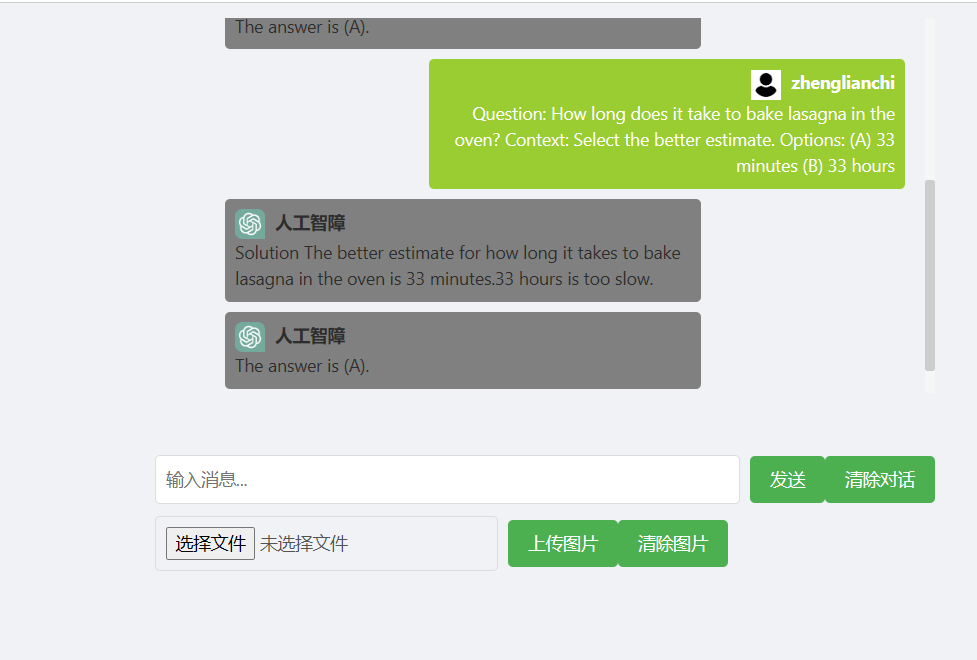 The answer is (A).
zhenglianchi
Question: How long does it take to bake lasagna in the
oven? Context: Select the better estimate. Options: (A) 33
minutes (B) 33 hours
人工智障
Solution The better estimate for how long it takes to bake
lasagna in the oven is 33 minutes.33 hours is too slow.
人工智障
The answer is (A).
输入消息...
发送
清除对话
选择文件 未选择文件
上传图片
清除图片